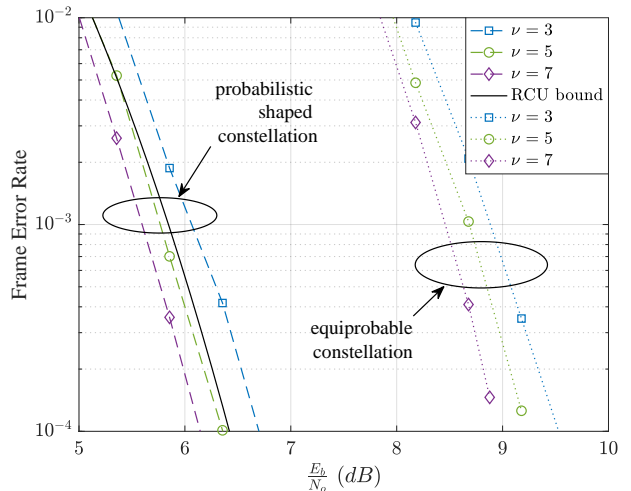 10^{-2}
10^{-3}
10^{-4}
Frame Error Rate
probabilistic
shaped
constellation
equiprobable
constellation
ν = 3
ν = 5
ν = 7
RCU bound
ν = 3
ν = 5
ν = 7
5 6 7 8 9 10
\frac{E_b}{N_o} (dB)